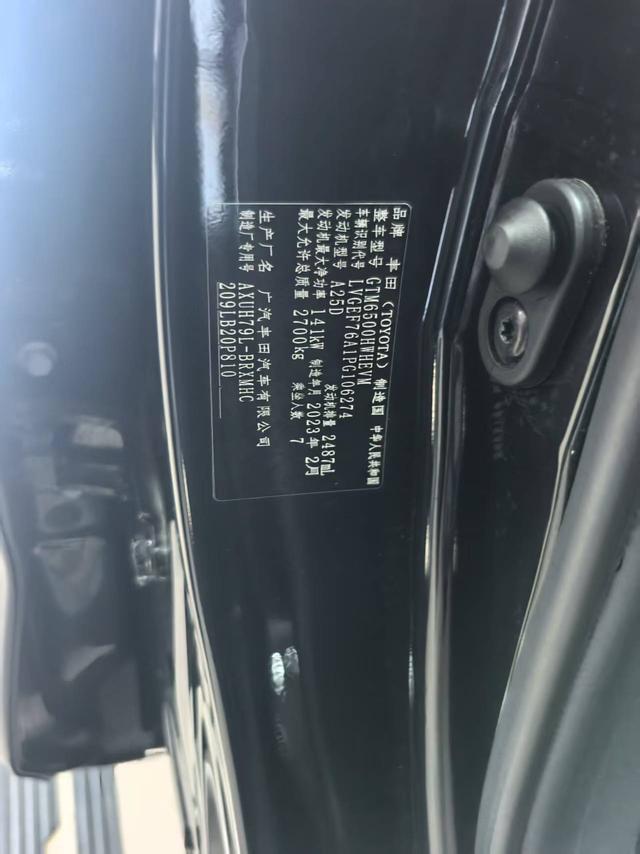 品牌 丰田 (TOYOTA) 制造国 中华人民共和国
整车型号 GTM6500HWHEVM
车辆识别代号 LVGEF76A1PG106274
发动机型号 A25D 发动机排量 2487mL
发动机最大净功率 141kW 制造年月 2023年 2月
最大允许总质量 2700kg 乘坐人数 7
生产厂名 广汽丰田汽车有限公司
制造厂专用号 AXUH79L-BRXMHC
209LB20P810